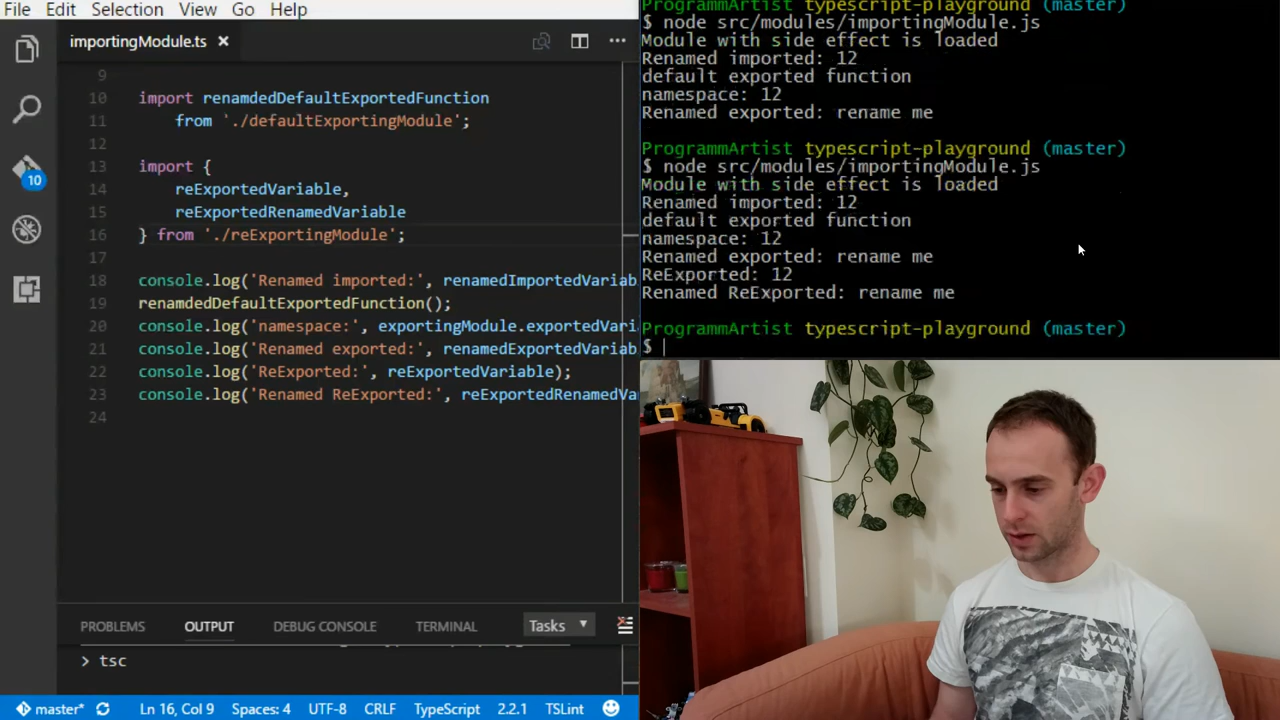 File Edit Selection View Go Help
importingModule.ts
9
10 import renamdedDefaultExportedFunction
11 from './defaultExportingModule';
12
13 import {
14 reExportedVariable,
15 reExportedRenamedVariable
16 } from './reExportingModule';
17
18 console.log('Renamed imported:', renamedImportedVariab
19 renamdedDefaultExportedFunction();
20 console.log('namespace:', exportingModule.exportedVari
21 console.log('Renamed exported:', renamedExportedVariab
22 console.log('ReExported:', reExportedVariable);
23 console.log('Renamed ReExported:', reExportedRenamedVa
24
10
PROBLEMS OUTPUT DEBUG CONSOLE TERMINAL Tasks
> tsc
master* Ln 16, Col 9 Spaces: 4 UTF-8 CRLF TypeScript 2.2.1 TSLint
ProgrammArtist typescript-playground (master)
$ node src/modules/importingModule.js
Module with side effect is loaded
Renamed imported: 12
default exported function
namespace: 12
Renamed exported: rename me
ProgrammArtist typescript-playground (master)
$ node src/modules/importingModule.js
Module with side effect is loaded
Renamed imported: 12
default exported function
namespace: 12
Renamed exported: rename me
ReExported: 12
Renamed ReExported: rename me
ProgrammArtist typescript-playground (master)
$